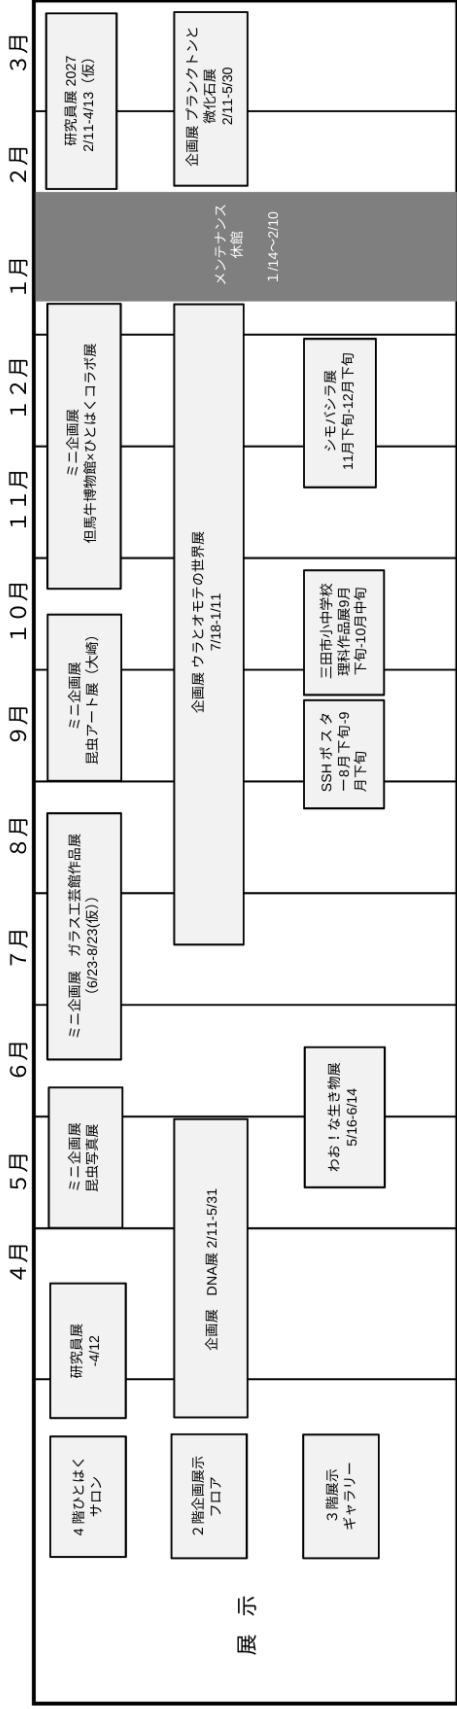 展 示
4月
5月
6月
7月
8月
9月
10月
11月
12月
1月
2月
3月
4 階ひとはく
サロン
研究員展
-4/12
ミニ企画展
昆虫写真展
ミニ企画展　ガラス工芸館作品展
（6/23-8/23(仮)）
ミニ企画展
昆虫アート展（大崎）
ミニ企画展
但馬牛博物館×ひとはくコラボ展
研究員展 2027
2/11-4/13（仮）
2 階企画展示
フロア
企画展　DNA展 2/11-5/31
企画展 ウラとオモテの世界展
7/18-1/11
メンテナンス
休館
1/14～2/10
企画展 プランクトンと
微化石展
2/11-5/30
3 階展示
ギャラリー
わお！な生き物展
5/16-6/14
SSH ポ ス タ
ー8月下旬-9
月下旬
三田市小中学校
理科作品展9月
下旬-10月中旬
シモバシラ展
11月下旬-12月下旬